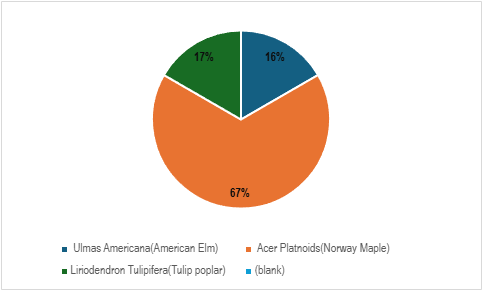 17% 16%
67%
Ulmas Americana(American Elm) Acer Platnoids(Norway Maple)
Liriodendron Tulipifera(Tulip poplar) (blank)